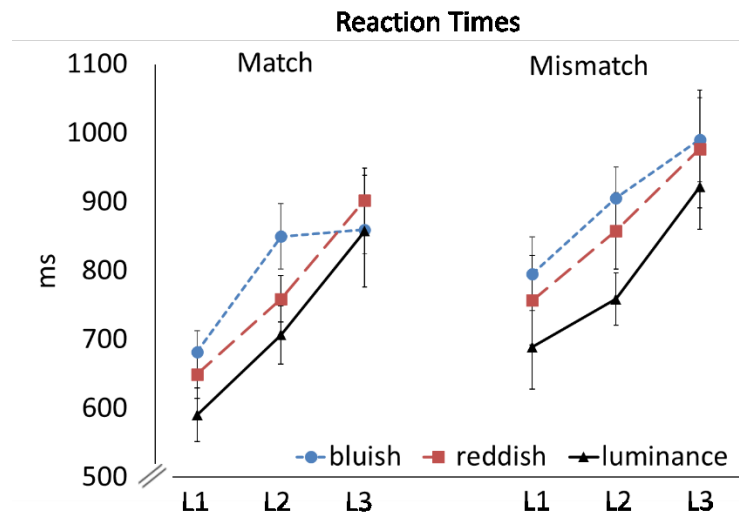 Reaction Times
Match Mismatch
1100
1000
900
800
700
600
500
ms
bluish reddish luminance
L1 L2 L3 L1 L2 L3